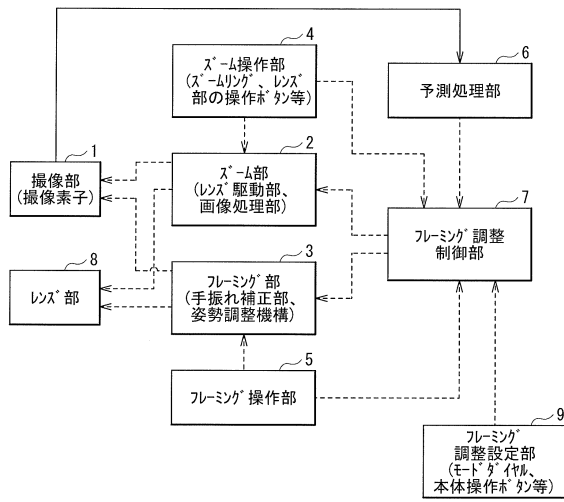 4
ズーム操作部
(ズームリング、レンズ
部の操作ボタン等)
6
予測処理部
1
撮像部
(撮像素子)
2
ズーム部
(レンズ駆動部、
画像処理部)
7
フレーミング調整
制御部
8
レンズ部
3
フレーミング部
(手振れ補正部、
姿勢調整機構)
5
フレーミング操作部
9
フレーミング
調整設定部
(モードダイヤル、
本体操作ボタン等)